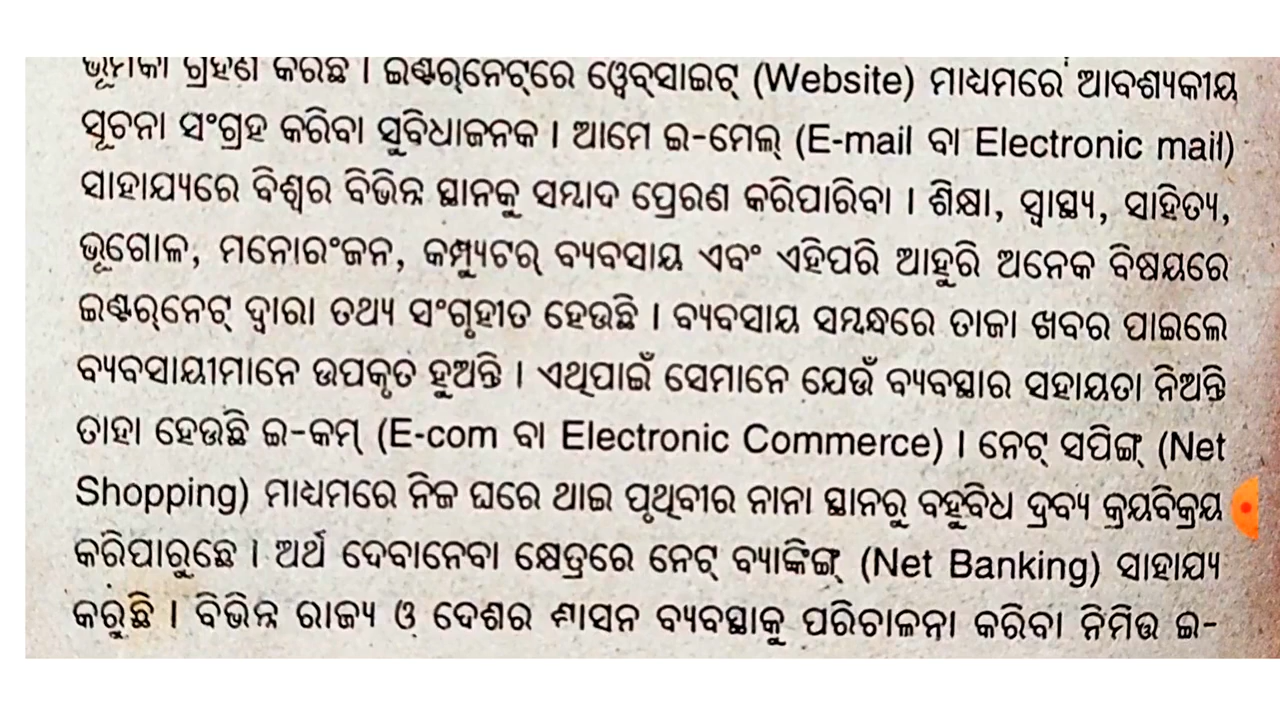 ଭୂମିକା ଗ୍ରହଣ କରିଛି । ଇଣ୍ଟର୍‌ନେଟ୍‌ରେ ୱେବ୍‌ସାଇଟ୍ (Website) ମାଧ୍ୟମରେ ଆବଶ୍ୟକୀୟ
ସୂଚନା ସଂଗ୍ରହ କରିବା ସୁବିଧାଜନକ । ଆମେ ଇ-ମେଲ୍ (E-mail ବା Electronic mail)
ସାହାଯ୍ୟରେ ବିଶ୍ୱର ବିଭିନ୍ନ ସ୍ଥାନକୁ ସମ୍ବାଦ ପ୍ରେରଣ କରିପାରିବା । ଶିକ୍ଷା, ସ୍ୱାସ୍ଥ୍ୟ, ସାହିତ୍ୟ,
ଭୂଗୋଳ, ମନୋରଂଜନ, କମ୍ପ୍ୟୁଟର୍ ବ୍ୟବସାୟ ଏବଂ ଏହିପରି ଆହୁରି ଅନେକ ବିଷୟରେ
ଇଣ୍ଟର୍‌ନେଟ୍ ଦ୍ୱାରା ତଥ୍ୟ ସଂଗୃହୀତ ହେଉଛି । ବ୍ୟବସାୟ ସମ୍ବନ୍ଧରେ ତାଜା ଖବର ପାଇଲେ
ବ୍ୟବସାୟୀମାନେ ଉପକୃତ ହୁଅନ୍ତି । ଏଥିପାଇଁ ସେମାନେ ଯେଉଁ ବ୍ୟବସ୍ଥାର ସହାୟତା ନିଅନ୍ତି
ତାହା ହେଉଛି ଇ-କମ୍ (E-com ବା Electronic Commerce) । ନେଟ୍ ସପିଙ୍ଗ୍ (Net
Shopping) ମାଧ୍ୟମରେ ନିଜ ଘରେ ଥାଇ ପୃଥିବୀର ନାନା ସ୍ଥାନରୁ ବହୁବିଧ ଦ୍ରବ୍ୟ କ୍ରୟବିକ୍ରୟ
କରିପାରୁଛେ । ଅର୍ଥ ଦେବାନେବା କ୍ଷେତ୍ରରେ ନେଟ୍ ବ୍ୟାଙ୍କିଙ୍ଗ୍ (Net Banking) ସାହାଯ୍ୟ
କରୁଛି । ବିଭିନ୍ନ ରାଜ୍ୟ ଓ ଦେଶର ଶାସନ ବ୍ୟବସ୍ଥାକୁ ପରିଚାଳନା କରିବା ନିମିତ୍ତ ଇ-